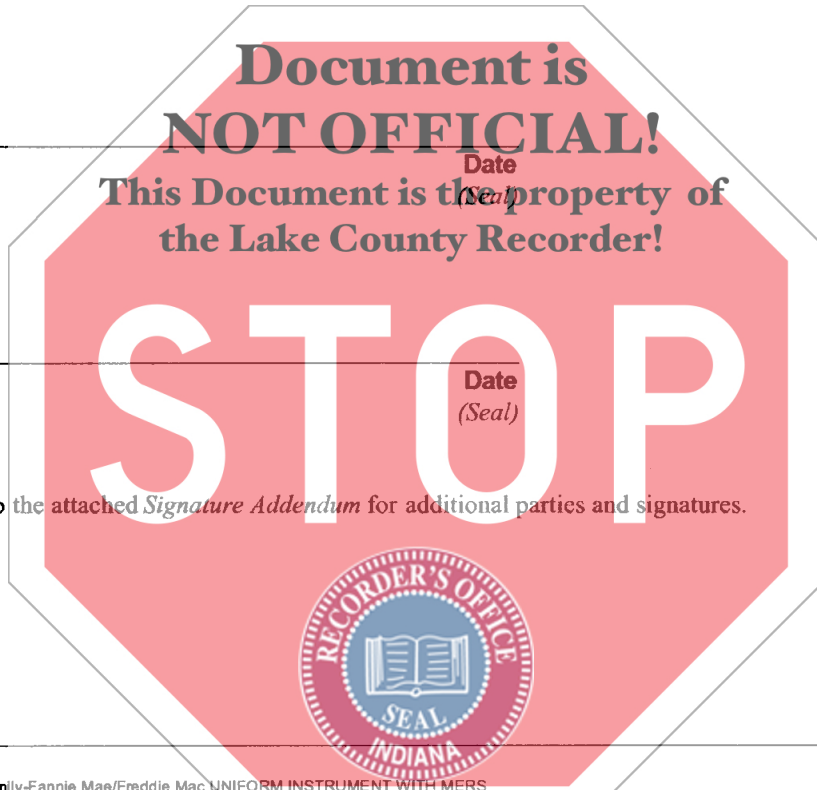 Document is
NOT OFFICIAL!
Date
This Document is the property of
(Seal)
the Lake County Recorder!
STOP
Date
(Seal)
the attached Signature Addendum for additional parties and signatures.
RECORDER'S OFFICE
SEAL
INDIANA
Fannie Mae/Freddie Mac UNIFORM INSTRUMENT WITH MERS